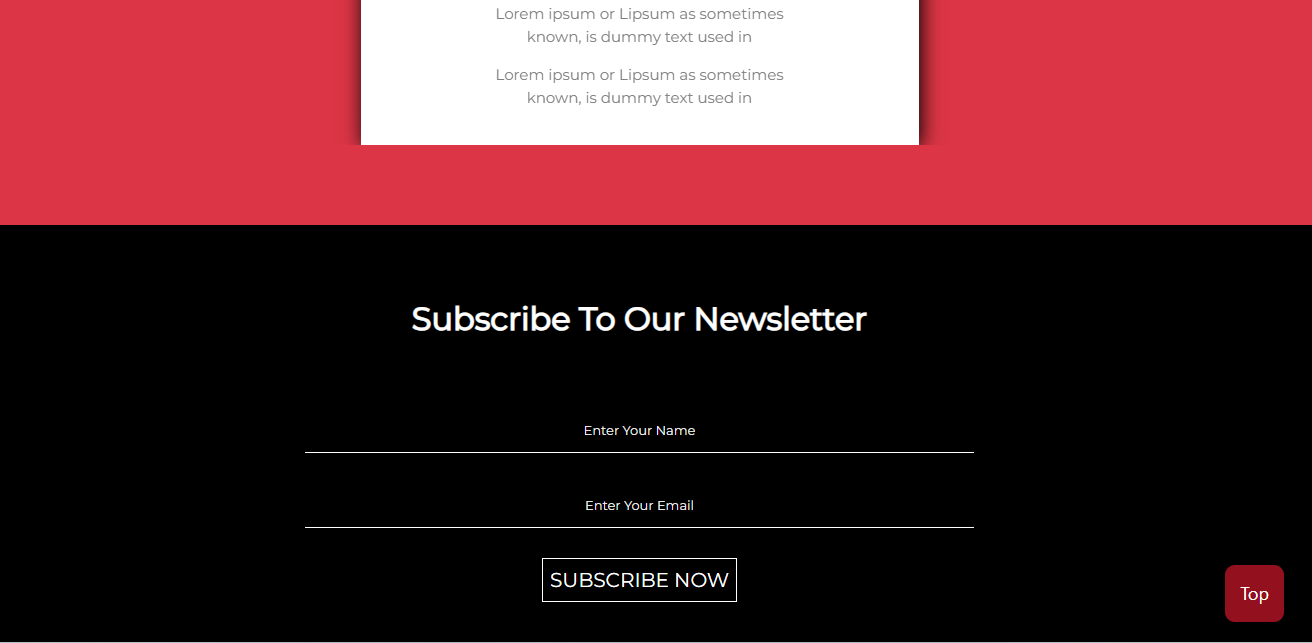 Lorem ipsum or Lipsum as sometimes
known, is dummy text used in
Lorem ipsum or Lipsum as sometimes
known, is dummy text used in
Subscribe To Our Newsletter
Enter Your Name
Enter Your Email
SUBSCRIBE NOW
Top